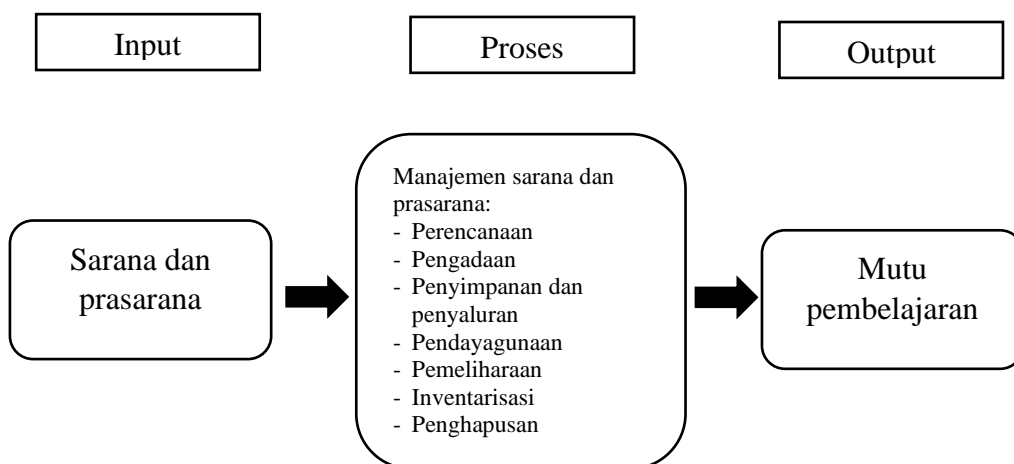 Input
Proses
Output
Sarana dan
prasarana
Manajemen sarana dan
prasarana:
- Perencanaan
- Pengadaan
- Penyimpanan dan
penyaluran
- Pendayagunaan
- Pemeliharaan
- Inventarisasi
- Penghapusan
Mutu
pembelajaran